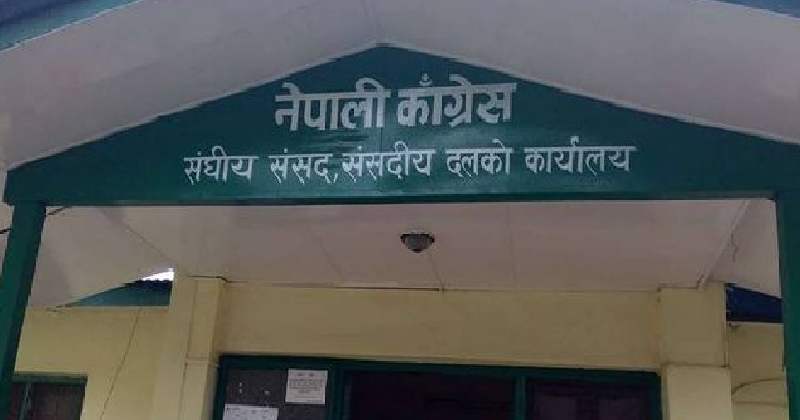 नेपाली काँग्रेस
संघीय संसद, संसदीय दलको कार्यालय